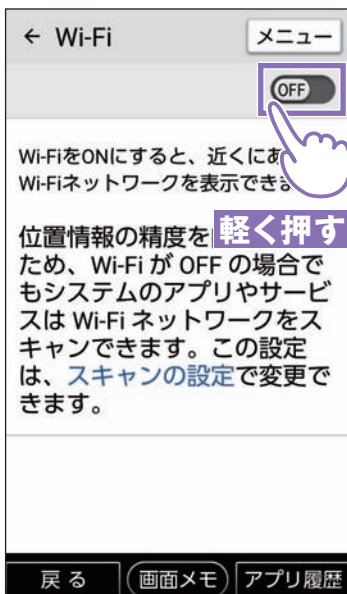 ← Wi-Fi
メニュー
OFF
Wi-FiをONにすると、近くにあ
Wi-Fiネットワークを表示できま
位置情報の精度を
軽く押す
ため、Wi-Fi が OFF の場合で
もシステムのアプリやサービ
スは Wi-Fi ネットワークをス
キャンできます。この設定
は、スキャンの設定で変更で
きます。
戻る
画面メモ
アプリ履歴